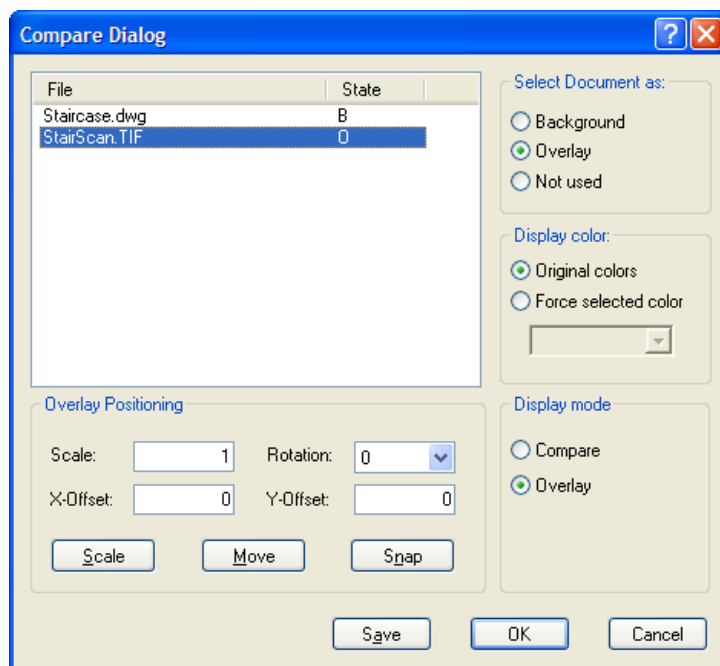 Compare Dialog
File State
Staircase.dwg B
StairScan.TIF O
Select Document as:
Background
Overlay
Not used
Display color:
Original colors
Force selected color
Overlay Positioning
Scale: 1 Rotation: 0
X-Offset: 0 Y-Offset: 0
Scale Move Snap
Display mode
Compare
Overlay
Save OK Cancel